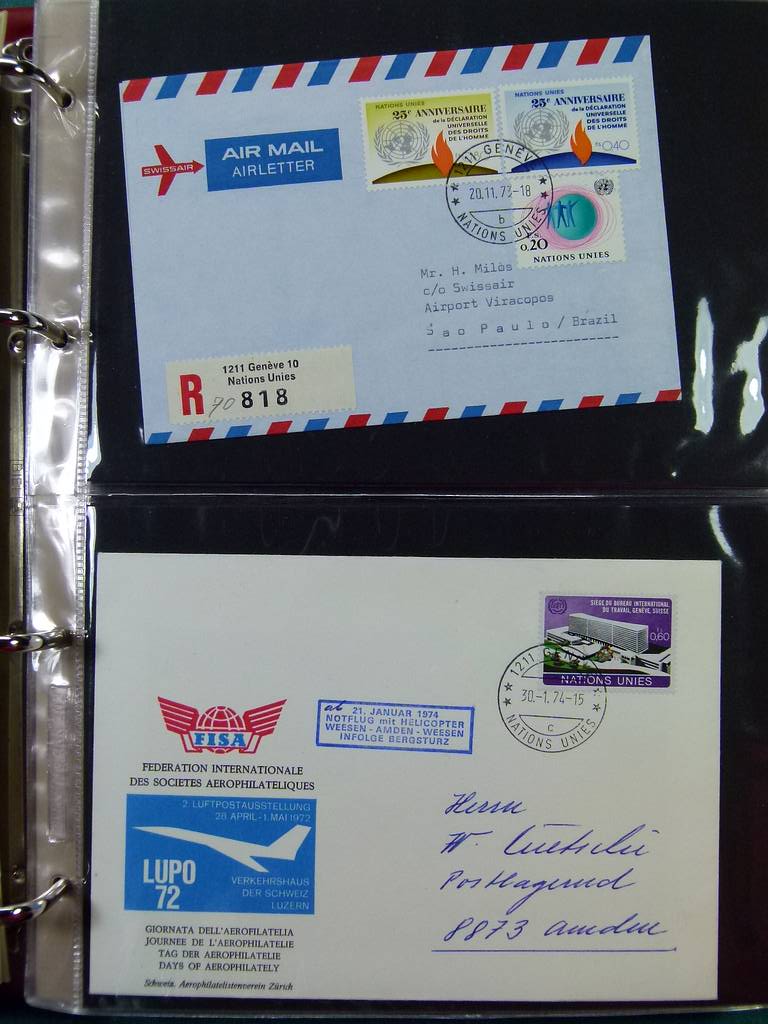 SWISSAIR
AIR MAIL
AIRLETTER
NATIONS UNIES
25e ANNIVERSAIRE
de la DÉCLARATION
UNIVERSELLE
DES DROITS
DE L'HOMME
NATIONS UNIES
25e ANNIVERSAIRE
de la DÉCLARATION
UNIVERSELLE
DES DROITS
DE L'HOMME
F.s. 0,40
1211 GENÈVE
20.11.73-18
b
NATIONS UNIES
F.s.
0,20
NATIONS UNIES
Mr. H. Milos
c/o Swissair
Airport Viracopos
Sao Paulo/Brazil
1211 Genève 10
Nations Unies
R 70 818
SIÈGE DU BUREAU INTERNATIONAL
DU TRAVAIL, GENÈVE, SUISSE
0,60
NATIONS UNIES
1211 GENÈVE
30.-1.74-15
c
NATIONS UNIES
FISA
FEDERATION INTERNATIONALE
DES SOCIETES AEROPHILATELIQUES
ab 21. JANUAR 1974
NOTFLUG mit HELICOPTER
WEESEN - AMDEN - WEESEN
INFOLGE BERGSTURZ
2. LUFTPOSTAUSSTELLUNG
28. APRIL - 1. MAI 1972
LUPO
72
VERKEHRSHAUS
DER SCHWEIZ
LUZERN
Herrn
W.
Postlagernd
8873 Amden
GIORNATA DELL'AEROFILATELIA
JOURNEE DE L'AEROPHILATELIE
TAG DER AEROPHILATELIE
DAYS OF AEROPHILATELY
Schweiz. Aerophilatelistenverein Zürich